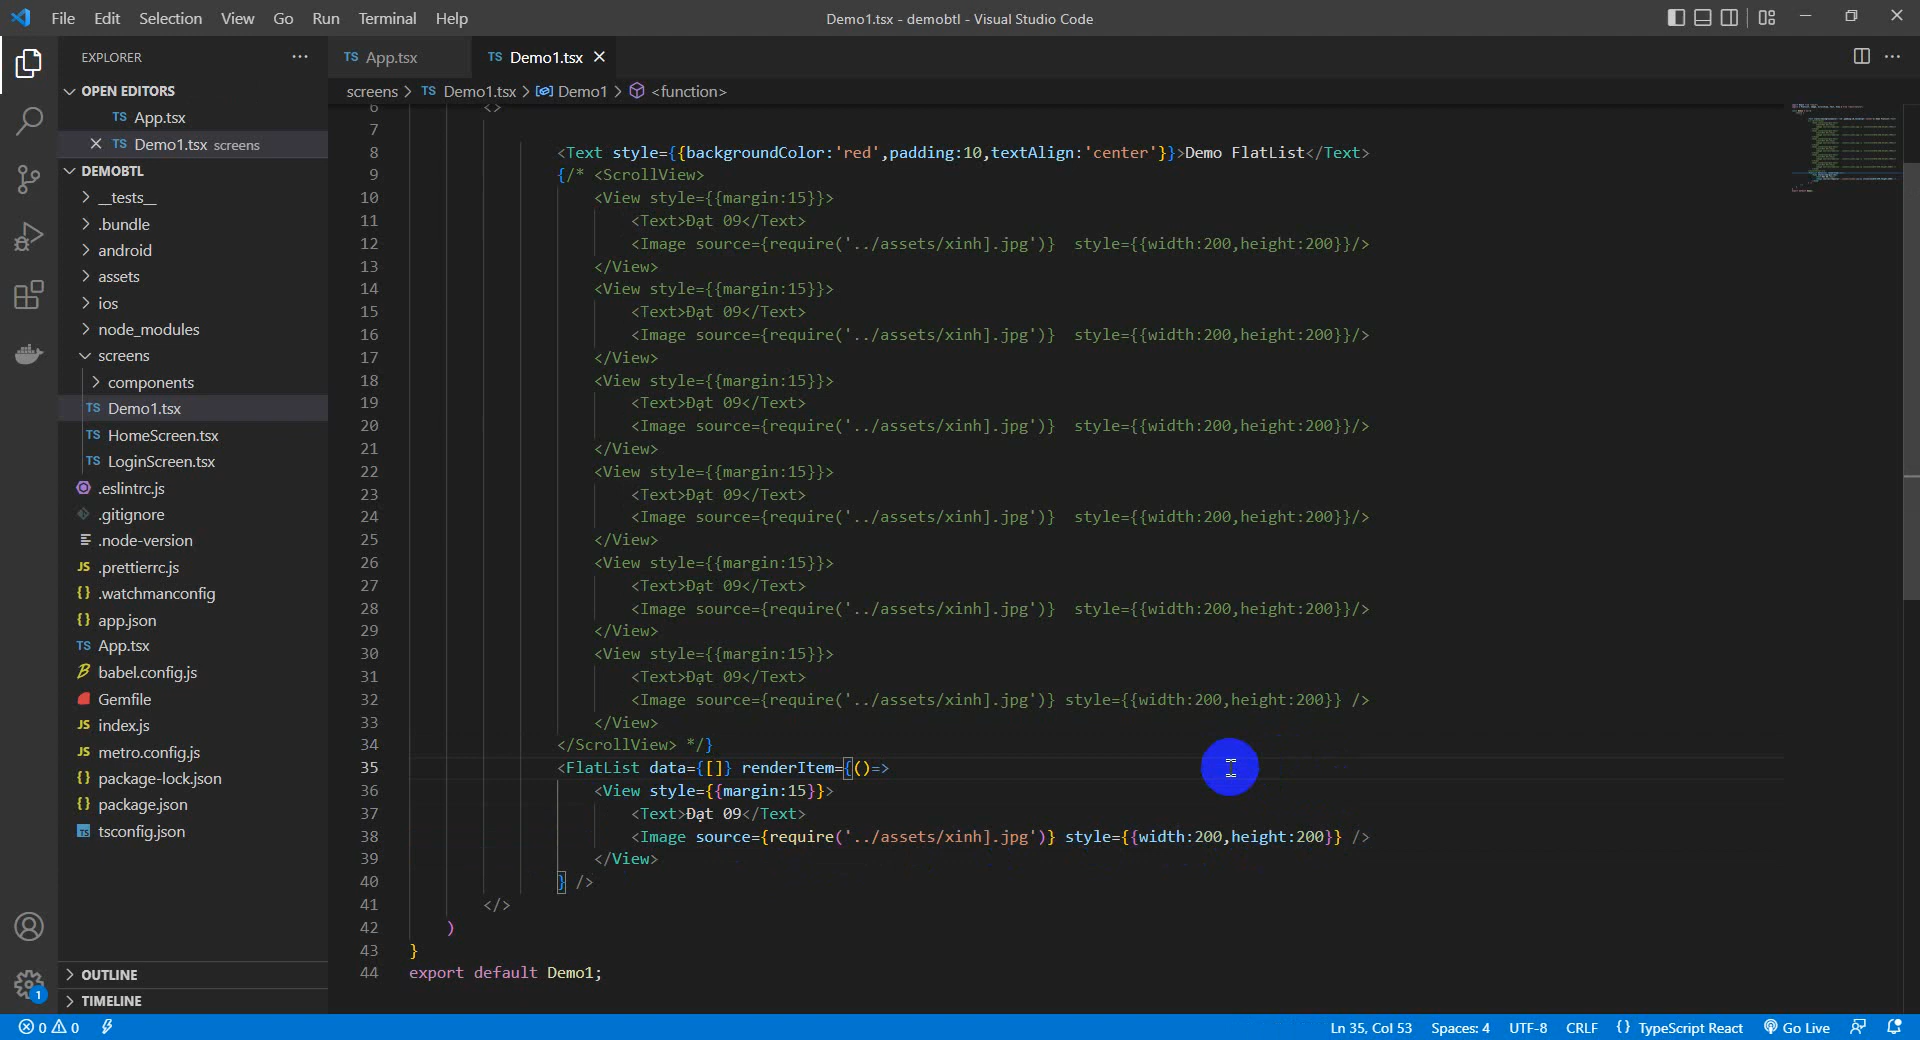 File Edit Selection View Go Run Terminal Help
Demo1.tsx - demobtl - Visual Studio Code
EXPLORER
OPEN EDITORS
TS App.tsx
TS Demo1.tsx screens
DEMOBTL
__tests__
.bundle
android
assets
ios
node_modules
screens
components
TS Demo1.tsx
TS HomeScreen.tsx
TS LoginScreen.tsx
.eslintrc.js
.gitignore
.node-version
JS .prettierrc.js
{} .watchmanconfig
{} app.json
TS App.tsx
babel.config.js
Gemfile
JS index.js
JS metro.config.js
{} package-lock.json
{} package.json
TS tsconfig.json
OUTLINE
TIMELINE
TS App.tsx
TS Demo1.tsx
screens > TS Demo1.tsx > Demo1 > <function>
6 <>
7
8 <Text style={{backgroundColor:'red',padding:10,textAlign:'center'}}>Demo FlatList</Text>
9 {/* <ScrollView>
10 <View style={{margin:15}}>
11 <Text>Đạt 09</Text>
12 <Image source={require('../assets/xinh].jpg')}  style={{width:200,height:200}}/>
13 </View>
14 <View style={{margin:15}}>
15 <Text>Đạt 09</Text>
16 <Image source={require('../assets/xinh].jpg')}  style={{width:200,height:200}}/>
17 </View>
18 <View style={{margin:15}}>
19 <Text>Đạt 09</Text>
20 <Image source={require('../assets/xinh].jpg')}  style={{width:200,height:200}}/>
21 </View>
22 <View style={{margin:15}}>
23 <Text>Đạt 09</Text>
24 <Image source={require('../assets/xinh].jpg')}  style={{width:200,height:200}}/>
25 </View>
26 <View style={{margin:15}}>
27 <Text>Đạt 09</Text>
28 <Image source={require('../assets/xinh].jpg')}  style={{width:200,height:200}}/>
29 </View>
30 <View style={{margin:15}}>
31 <Text>Đạt 09</Text>
32 <Image source={require('../assets/xinh].jpg')} style={{width:200,height:200}} />
33 </View>
34 </ScrollView> */}
35 <FlatList data={[]} renderItem={()=>
36 <View style={{margin:15}}>
37 <Text>Đạt 09</Text>
38 <Image source={require('../assets/xinh].jpg')} style={{width:200,height:200}} />
39 </View>
40 } />
41 </>
42 )
43 }
44 export default Demo1;
1
0 0
Ln 35, Col 53 Spaces: 4 UTF-8 CRLF {} TypeScript React Go Live